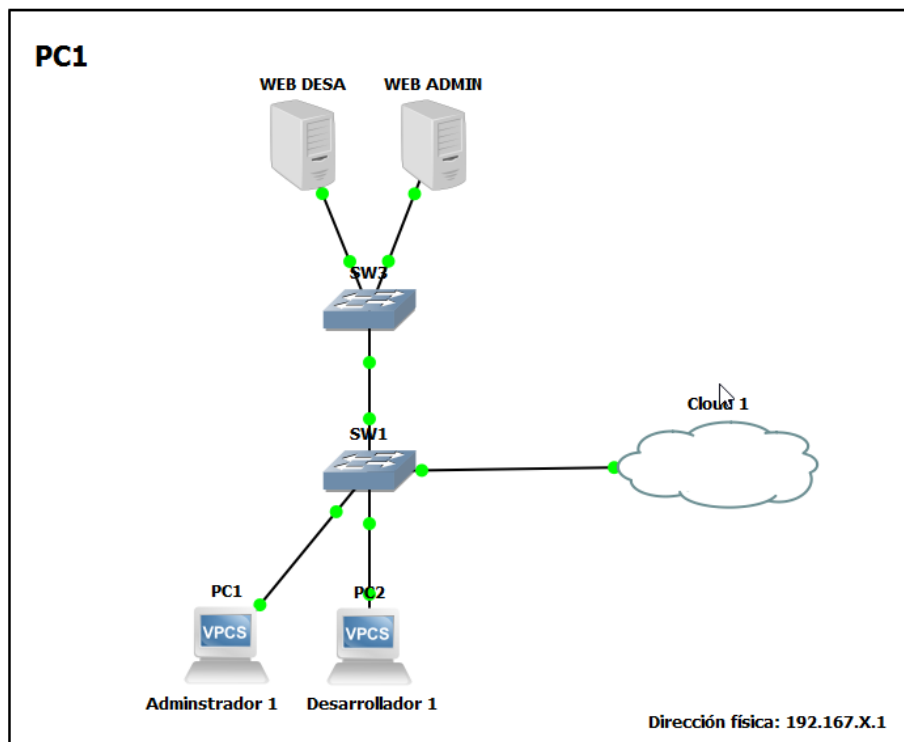 PC1
WEB DESA
WEB ADMIN
SW3
Cloud 1
SW1
PC1
PC2
VPCS
VPCS
Adminstrador 1
Desarrollador 1
Dirección física: 192.167.X.1